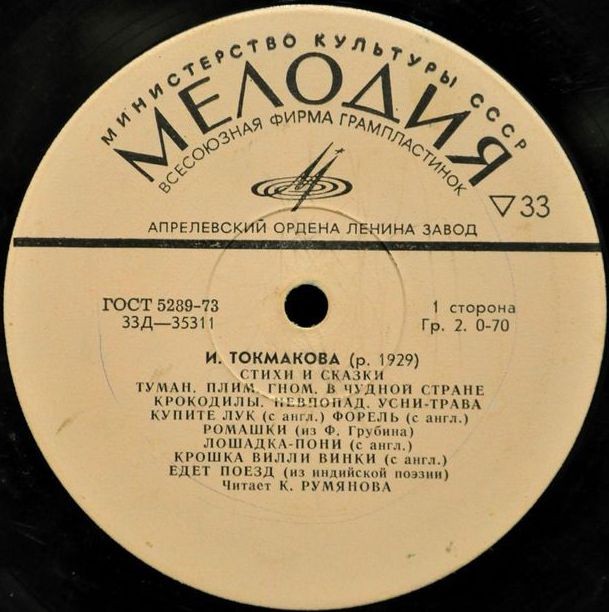 МИНИСТЕРСТВО КУЛЬТУРЫ СССР
МЕЛОДИЯ
ВСЕСОЮЗНАЯ ФИРМА ГРАМПЛАСТИНОК
33
АПРЕЛЕВСКИЙ ОРДЕНА ЛЕНИНА ЗАВОД
ГОСТ 5289-73
33Д—35311
1 сторона
Гр. 2. 0-70
И. ТОКМАКОВА (р. 1929)
СТИХИ И СКАЗКИ
ТУМАН. ПЛИМ. ГНОМ. В ЧУДНОЙ СТРАНЕ
КРОКОДИЛЫ. НЕВПОПАД. УСНИ-ТРАВА
КУПИТЕ ЛУК (с англ.) ФОРЕЛЬ (с англ.)
РОМАШКИ (из Ф. Грубина)
ЛОШАДКА-ПОНИ (с англ.)
КРОШКА ВИЛЛИ ВИНКИ (с англ.)
ЕДЕТ ПОЕЗД (из индийской поэзии)
Читает К. РУМЯНОВА